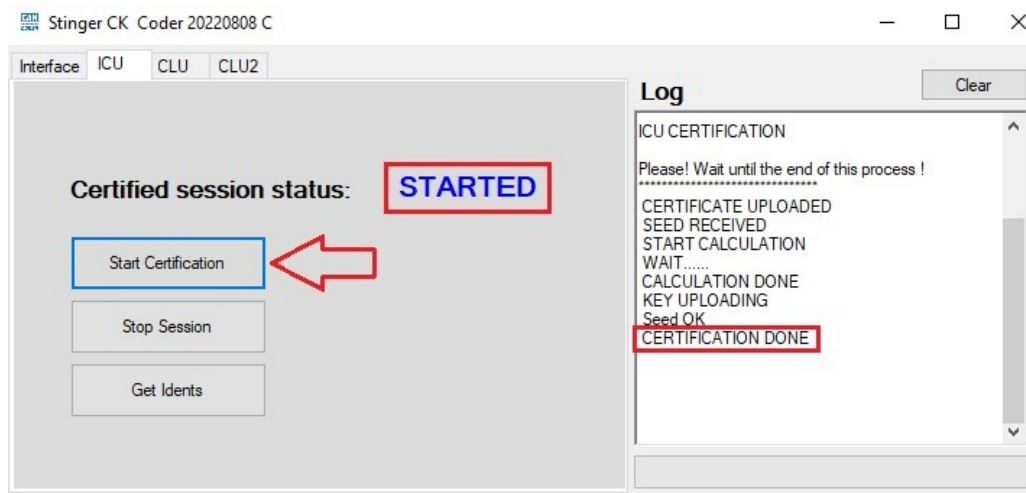 Stinger CK Coder 20220808 C
Interface ICU CLU CLU2
Certified session status: STARTED
Start Certification
Stop Session
Get Idents
Log
Clear
ICU CERTIFICATION
Please! Wait until the end of this process !
*******************************
CERTIFICATE UPLOADED
SEED RECEIVED
START CALCULATION
WAIT......
CALCULATION DONE
KEY UPLOADING
Seed OK
CERTIFICATION DONE